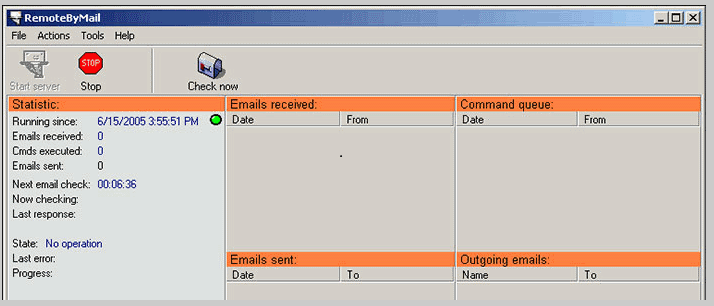 RemoteByMail
File Actions Tools Help
Start server
STOP
Stop
Check now
Statistic:
Running since: 6/15/2005 3:55:51 PM
Emails received: 0
Cmds executed: 0
Emails sent: 0
Next email check: 00:06:36
Now checking:
Last response:
State: No operation
Last error:
Progress:
Emails received:
Date From
Command queue:
Date From
Emails sent:
Date To
Outgoing emails:
Name To